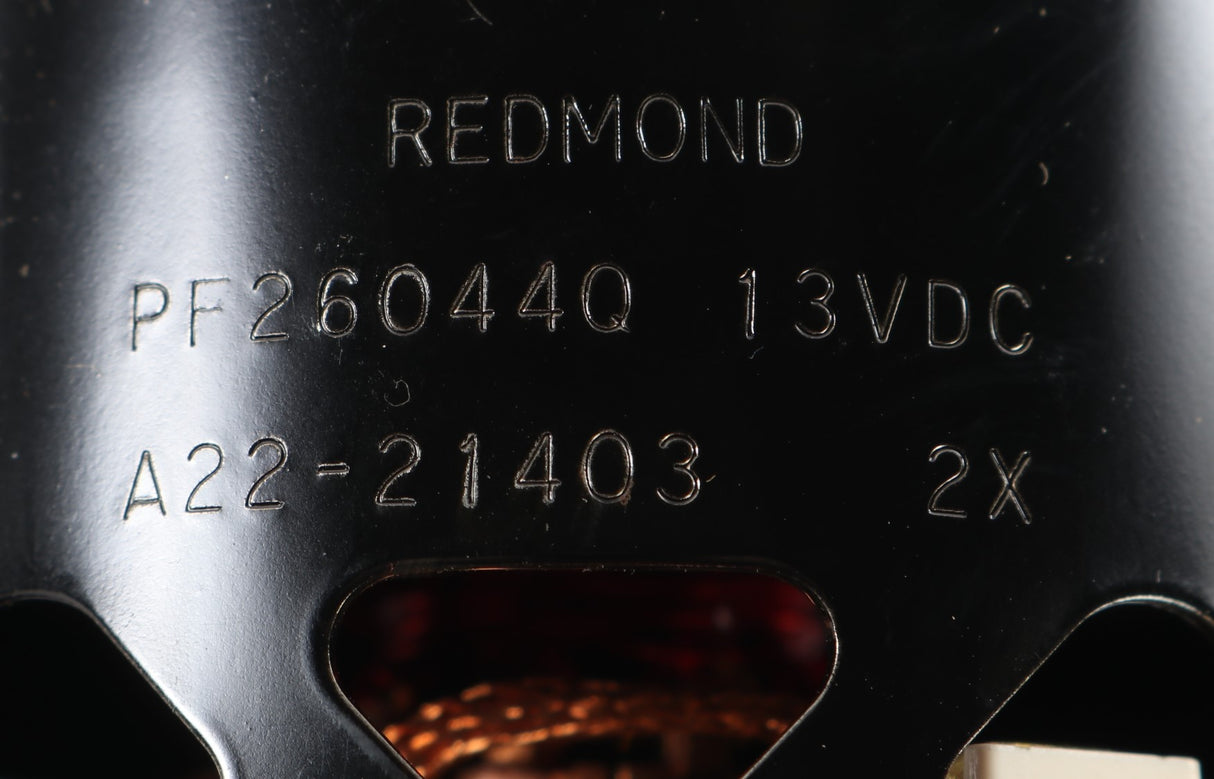 REDMOND
PF26044Q 13VDC
A22-21403 2X